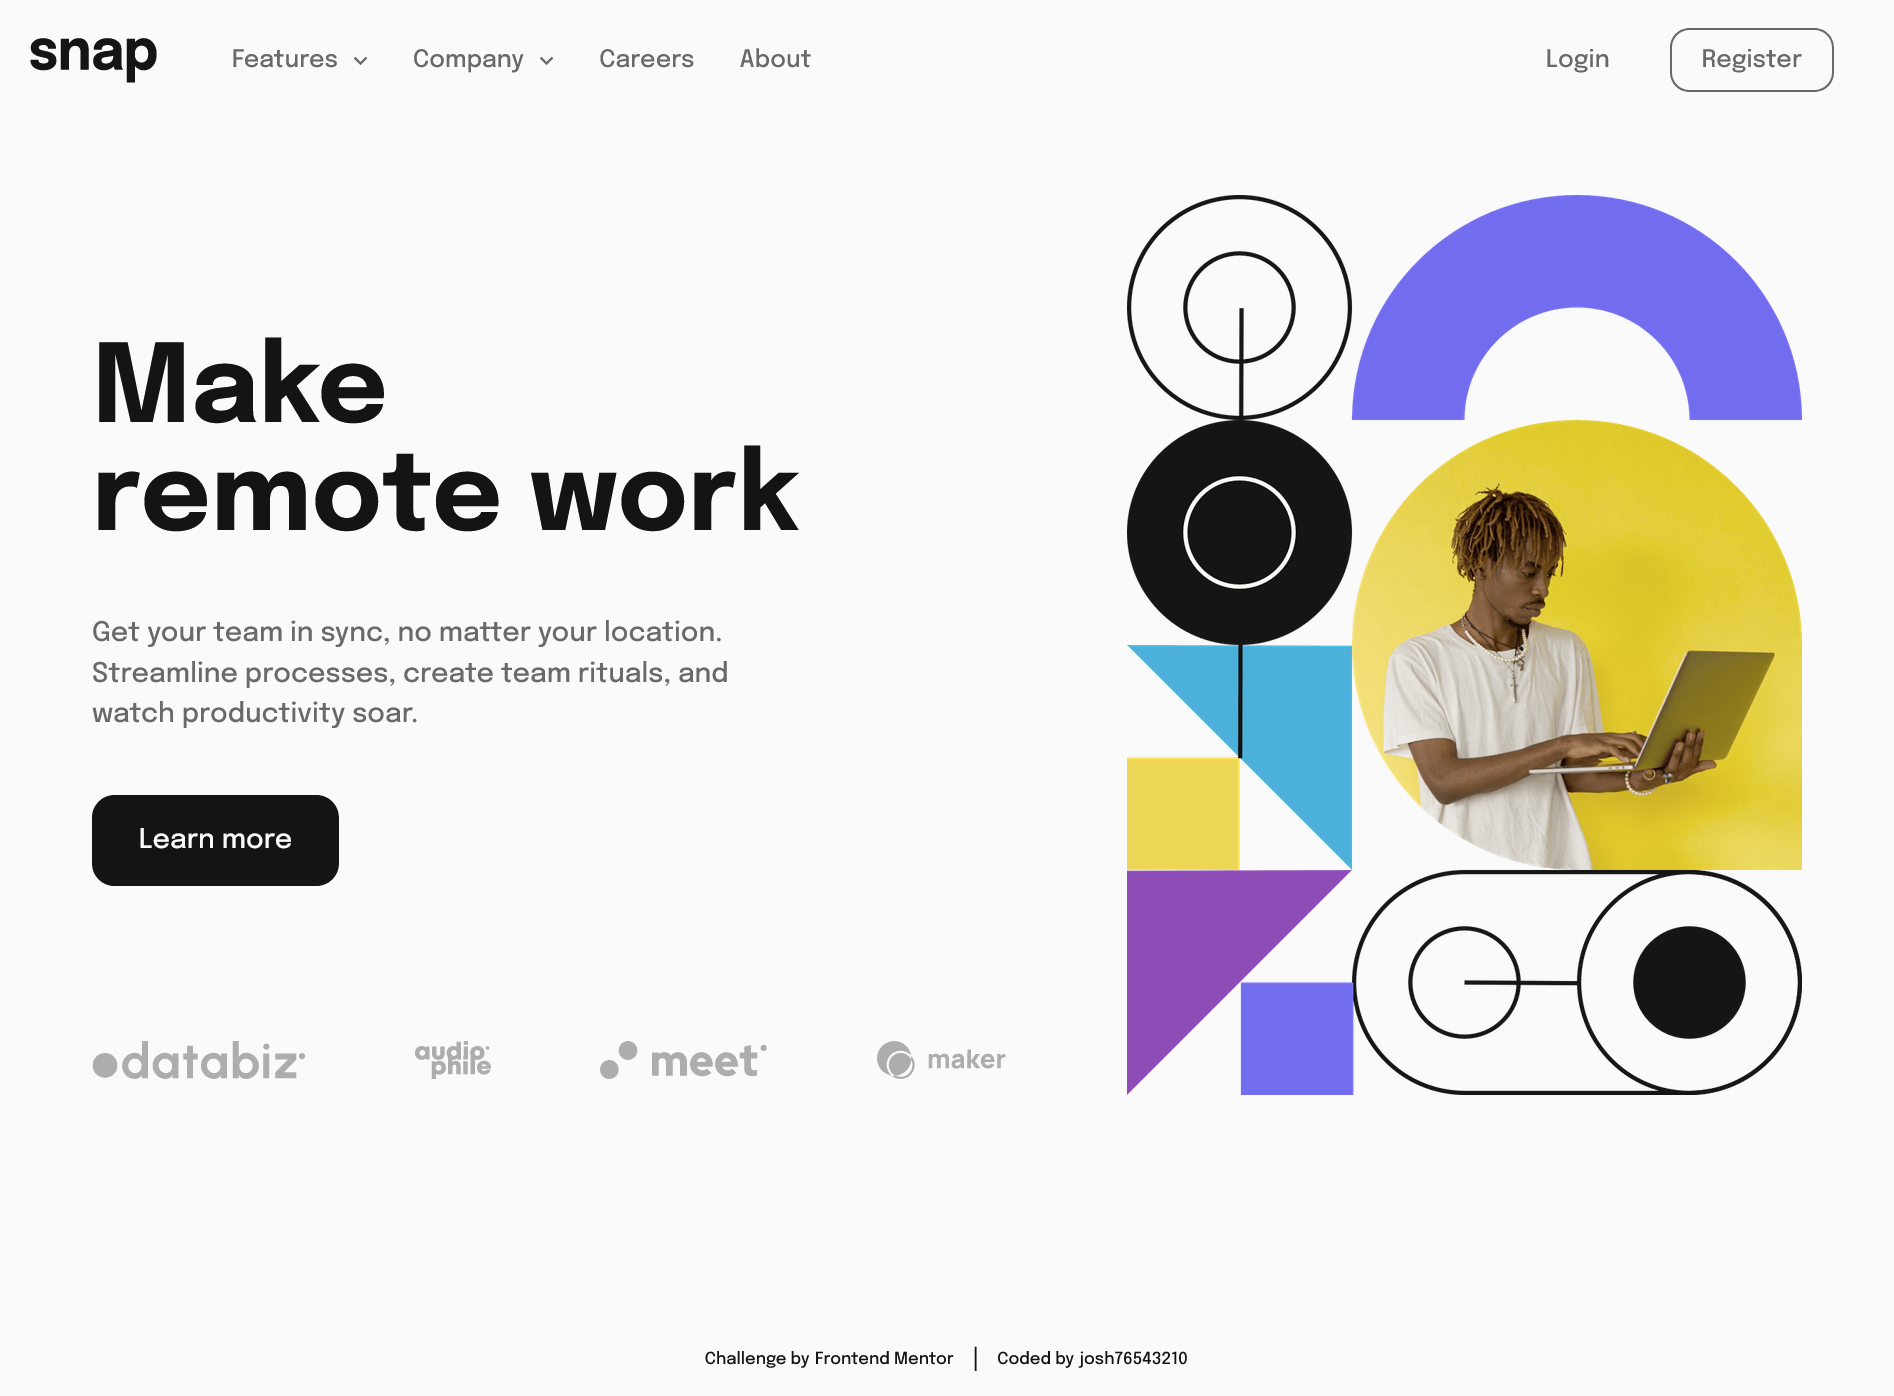 snap
Features
Company
Careers
About
Login
Register
Make
remote work
Get your team in sync, no matter your location.
Streamline processes, create team rituals, and
watch productivity soar.
Learn more
databiz
audio
phile
meet
maker
Challenge by Frontend Mentor | Coded by josh76543210